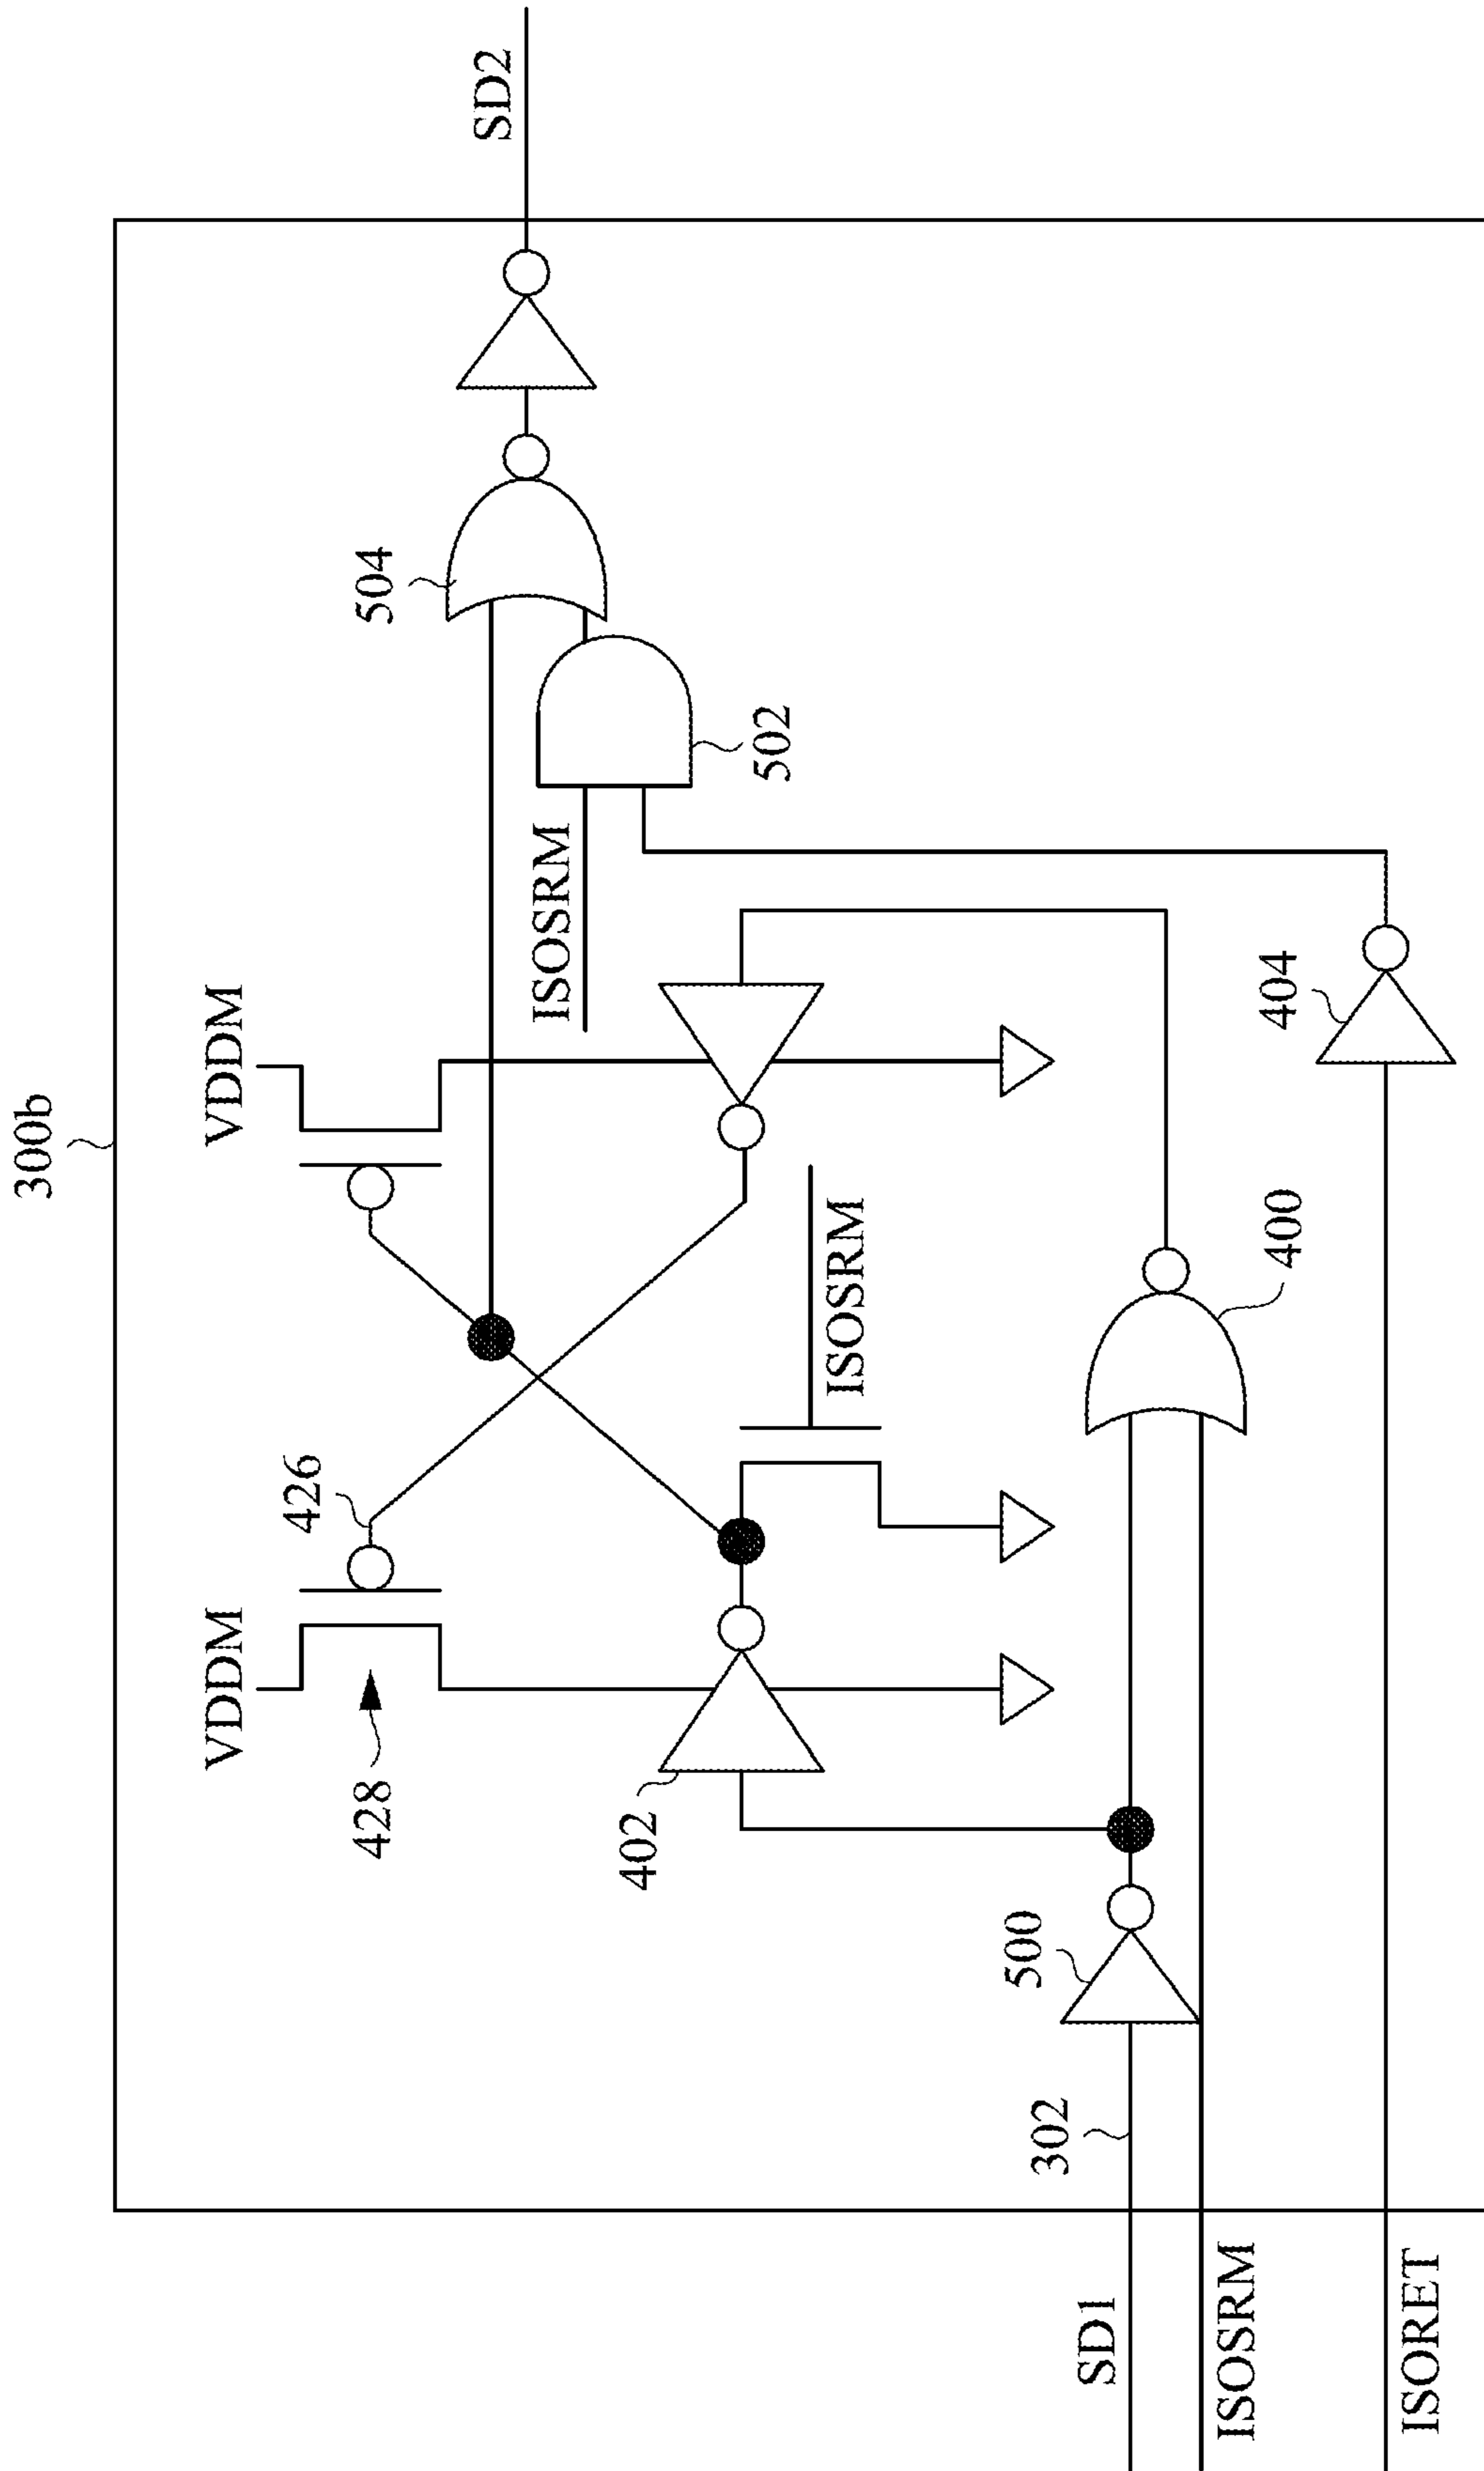 300b
VDDM
VDDM
428
426
504
SD2
ISOSRM
502
402
ISOSRM
500
302
400
404
SD1
ISOSRM
ISORET